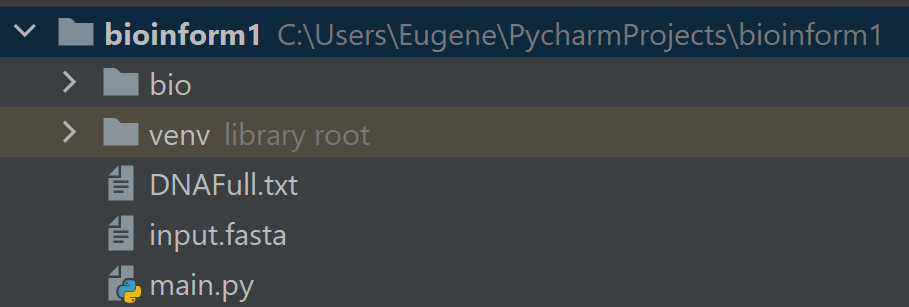 bioinform1 C:\Users\Eugene\PycharmProjects\bioinform1
bio
venv library root
DNAFull.txt
input.fasta
main.py